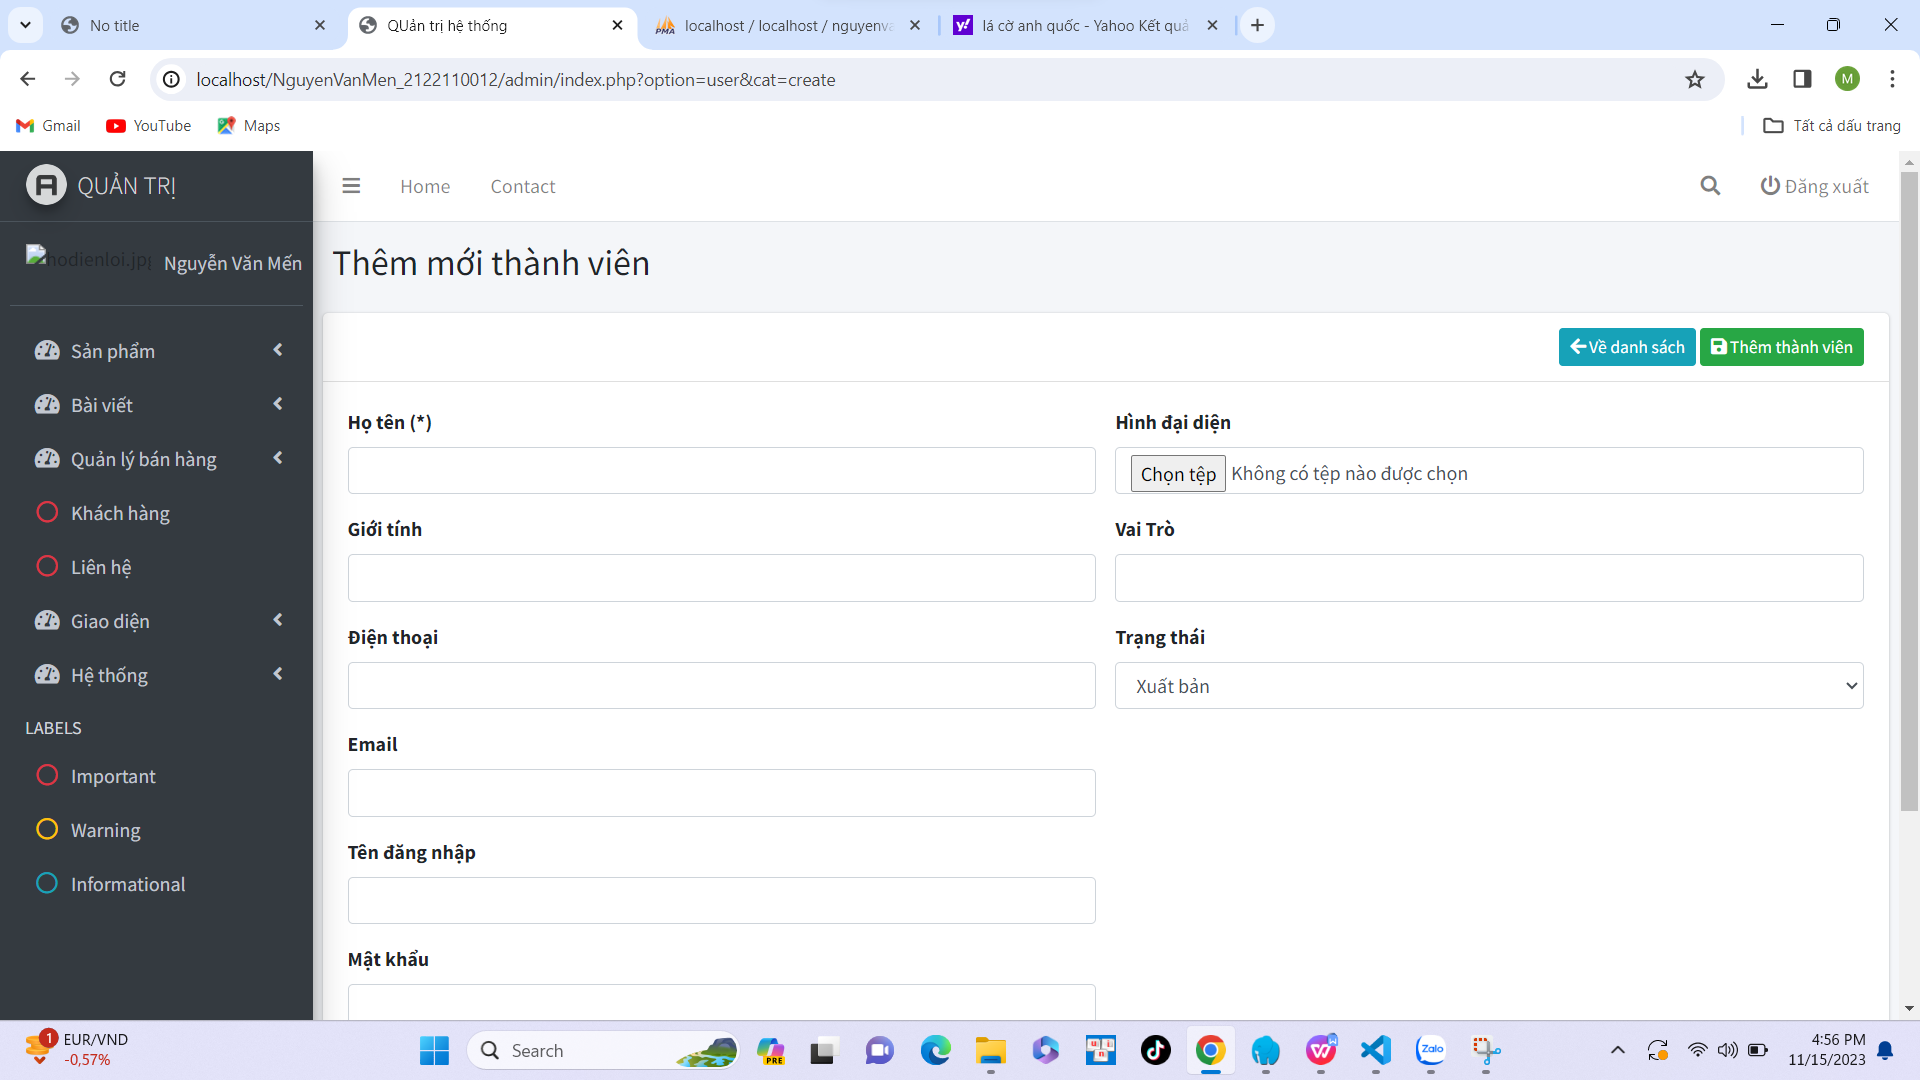 No title
QUản trị hệ thống
localhost / localhost / nguyenva
lá cờ anh quốc - Yahoo Kết quả
localhost/NguyenVanMen_2122110012/admin/index.php?option=user&cat=create
M
Gmail
YouTube
Maps
Tất cả dấu trang
QUẢN TRỊ
Home
Contact
Đăng xuất
hodienloi.jpg
Nguyễn Văn Mến
Thêm mới thành viên
Về danh sách
Thêm thành viên
Sản phẩm
Bài viết
Quản lý bán hàng
Khách hàng
Liên hệ
Giao diện
Hệ thống
LABELS
Important
Warning
Informational
Họ tên (*)
Giới tính
Điện thoại
Email
Tên đăng nhập
Mật khẩu
Hình đại diện
Chọn tệp Không có tệp nào được chọn
Vai Trò
Trạng thái
Xuất bản
1
EUR/VND
-0,57%
Search
PRE
Zalo
4:56 PM
11/15/2023